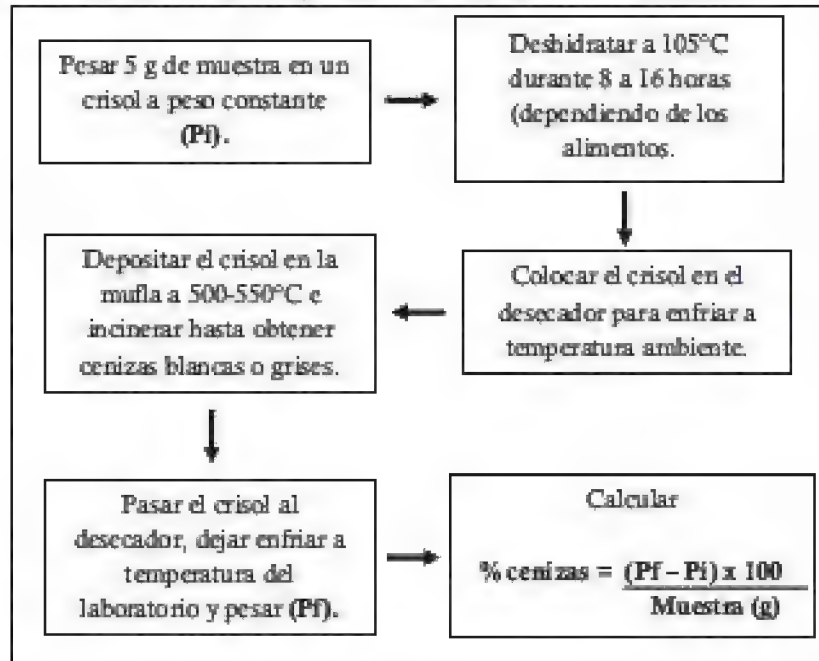 Pesar 5 g de muestra en un
crisol a peso constante
(Pi).
Deshidratar a 105°C
durante 8 a 16 horas
(dependiendo de los
alimentos.
Colocar el crisol en el
desecador para enfriar a
temperatura ambiente.
Depositar el crisol en la
mufla a 500-550°C e
incinerar hasta obtener
cenizas blancas o grises.
Pasar el crisol al
desecador, dejar enfriar a
temperatura del
laboratorio y pesar (Pf).
Calcular
% cenizas = (Pf – Pi) x 100
Muestra (g)